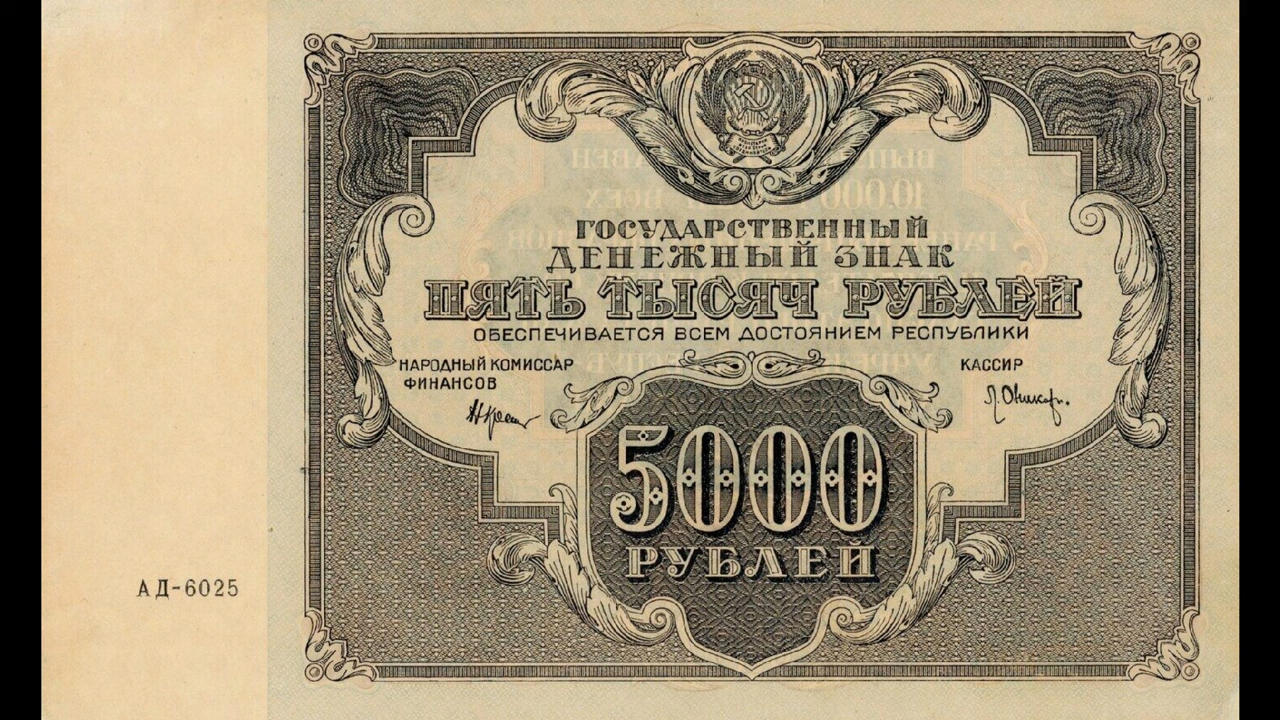 ГОСУДАРСТВЕННЫЙ
ДЕНЕЖНЫЙ ЗНАК
ПЯТЬ ТЫСЯЧ РУБЛЕЙ
ОБЕСПЕЧИВАЕТСЯ ВСЕМ ДОСТОЯНИЕМ РЕСПУБЛИКИ
НАРОДНЫЙ КОМИССАР
ФИНАНСОВ
КАССИР
5000
РУБЛЕЙ
АД-6025